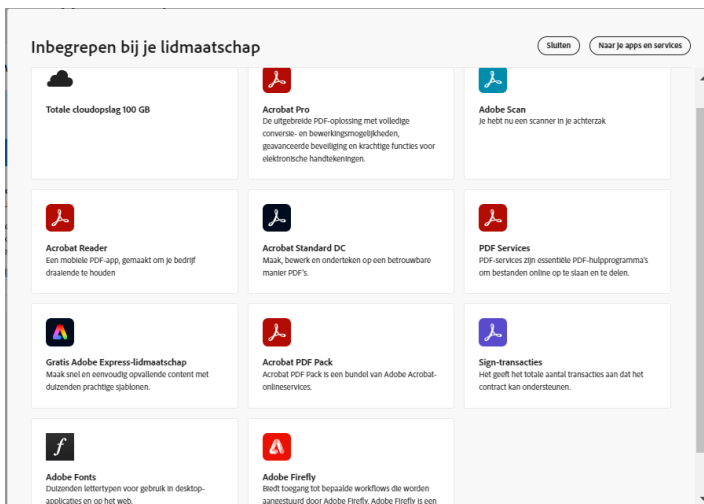 Inbegrepen bij je lidmaatschap
Sluiten
Naar je apps en services
Totale cloudopslag 100 GB
Acrobat Pro
De uitgebreide PDF-oplossing met volledige
conversie- en bewerkingsmogelijkheden,
geavanceerde beveiliging en krachtige functies voor
elektronische handtekeningen.
Adobe Scan
Je hebt nu een scanner in je achterzak
Acrobat Reader
Een mobiele PDF-app, gemaakt om je bedrijf
draaiende te houden
Acrobat Standard DC
Maak, bewerk en onderteken op een betrouwbare
manier PDF's.
PDF Services
PDF-services zijn essentiële PDF-hulpprogramma's
om bestanden online op te slaan en te delen.
Gratis Adobe Express-lidmaatschap
Maak snel en eenvoudig opvallende content met
duizenden prachtige sjablonen.
Acrobat PDF Pack
Acrobat PDF Pack is een bundel van Adobe Acrobat-
onlineservices.
Sign-transacties
Het geeft het totale aantal transacties aan dat het
contract kan ondersteunen.
Adobe Fonts
Duizenden lettertypen voor gebruik in desktop-
applicaties en op het web.
Adobe Firefly
Biedt toegang tot bepaalde workflows die worden
aangestuurd door Adobe Firefly. Adobe Firefly is een